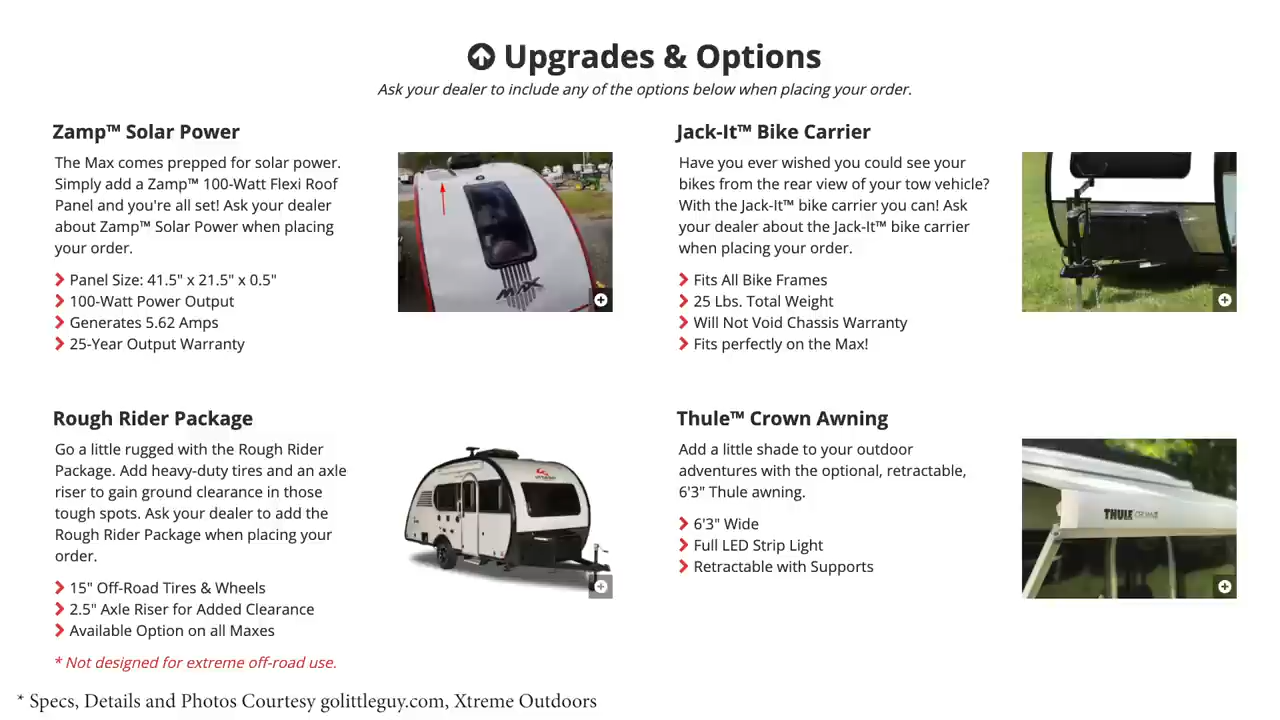 Upgrades & Options
Ask your dealer to include any of the options below when placing your order.
Zamp™ Solar Power
The Max comes prepped for solar power.
Simply add a Zamp™ 100-Watt Flexi Roof
Panel and you're all set! Ask your dealer
about Zamp™ Solar Power when placing
your order.
Panel Size: 41.5" x 21.5" x 0.5"
100-Watt Power Output
Generates 5.62 Amps
25-Year Output Warranty
MAX
Jack-It™ Bike Carrier
Have you ever wished you could see your
bikes from the rear view of your tow vehicle?
With the Jack-It™ bike carrier you can! Ask
your dealer about the Jack-It™ bike carrier
when placing your order.
Fits All Bike Frames
25 Lbs. Total Weight
Will Not Void Chassis Warranty
Fits perfectly on the Max!
Rough Rider Package
Go a little rugged with the Rough Rider
Package. Add heavy-duty tires and an axle
riser to gain ground clearance in those
tough spots. Ask your dealer to add the
Rough Rider Package when placing your
order.
15" Off-Road Tires & Wheels
2.5" Axle Riser for Added Clearance
Available Option on all Maxes
* Not designed for extreme off-road use.
Thule™ Crown Awning
Add a little shade to your outdoor
adventures with the optional, retractable,
6'3" Thule awning.
6'3" Wide
Full LED Strip Light
Retractable with Supports
THULE
* Specs, Details and Photos Courtesy golittleguy.com, Xtreme Outdoors